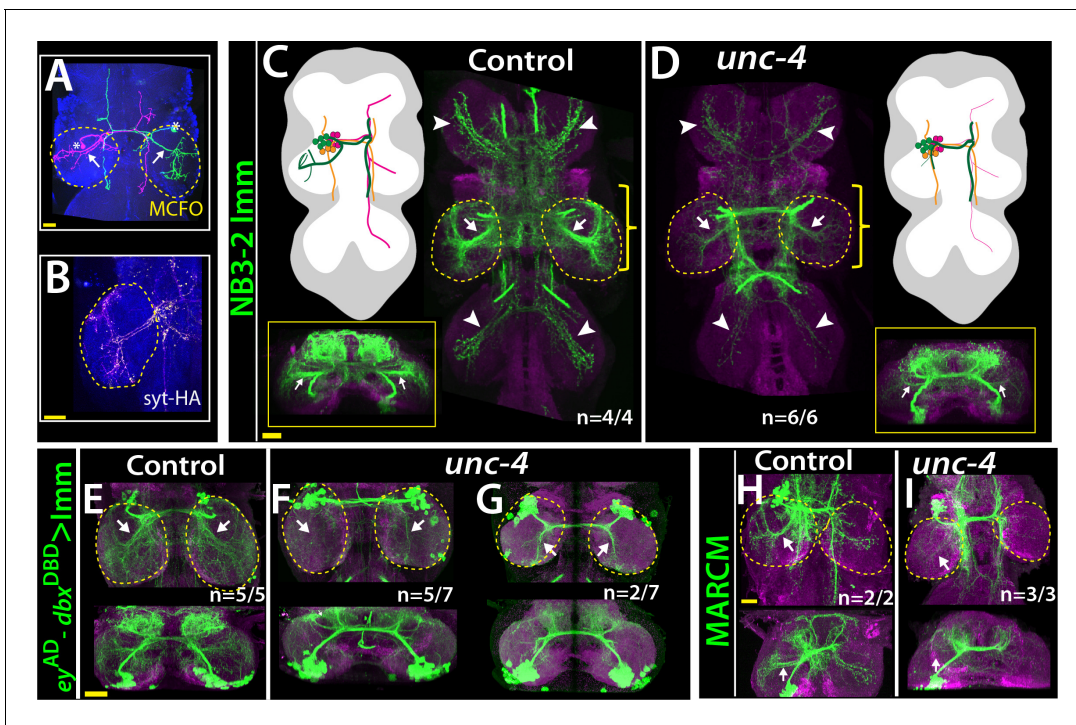 A
*
*
MCFO
B
syt-HA
NB3-2 Imm
C
Control
n=4/4
D
unc-4
n=6/6
ey^AD - dbx^DBD>Imm
Control
unc-4
E
n=5/5
F
n=5/7
G
n=2/7
MARCM
Control
unc-4
H
n=2/2
I
n=3/3